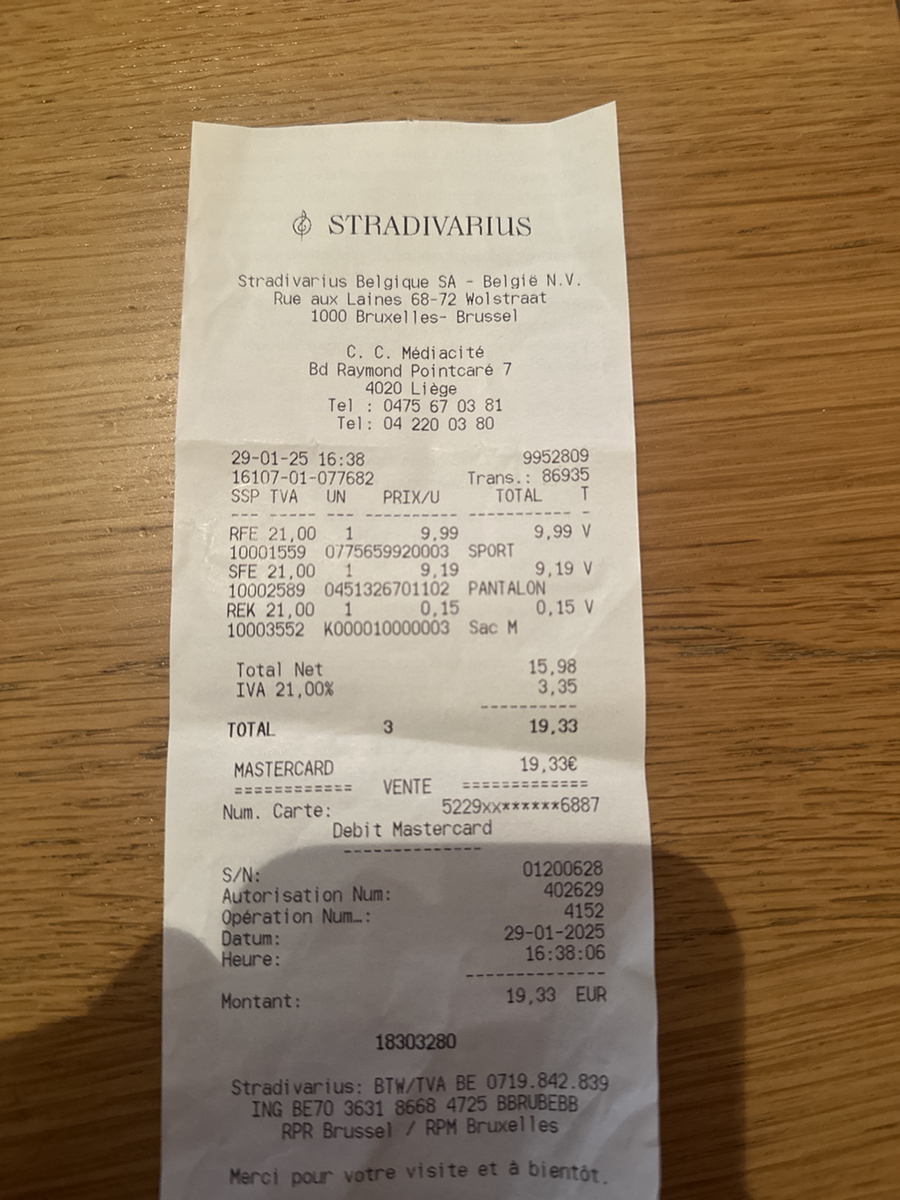 STRADIVARIUS
Stradivarius Belgique SA - België N.V.
Rue aux Laines 68-72 Wolstraat
1000 Bruxelles- Brussel
C. C. Médiacité
Bd Raymond Pointcaré 7
4020 Liège
Tel : 0475 67 03 81
Tel: 04 220 03 80
29-01-25 16:38 9952809
16107-01-077682 Trans.: 86935
SSP TVA UN PRIX/U TOTAL T
--- ----- --- ---------- ----------- -
RFE 21,00 1 9,99 9,99 V
10001559 0775659920003 SPORT
SFE 21,00 1 9,19 9,19 V
10002589 0451326701102 PANTALON
REK 21,00 1 0,15 0,15 V
10003552 K000010000003 Sac M
Total Net 15,98
IVA 21,00% 3,35
----------
TOTAL 3 19,33
MASTERCARD 19,33€
============ VENTE =============
Num. Carte: 5229xx******6887
Debit Mastercard
--------------
S/N: 01200628
Autorisation Num: 402629
Opération Num…: 4152
Datum: 29-01-2025
Heure: 16:38:06
--------------
Montant: 19,33 EUR
18303280
Stradivarius: BTW/TVA BE 0719.842.839
ING BE70 3631 8668 4725 BBRUBEBB
RPR Brussel / RPM Bruxelles
Merci pour votre visite et à bientôt.